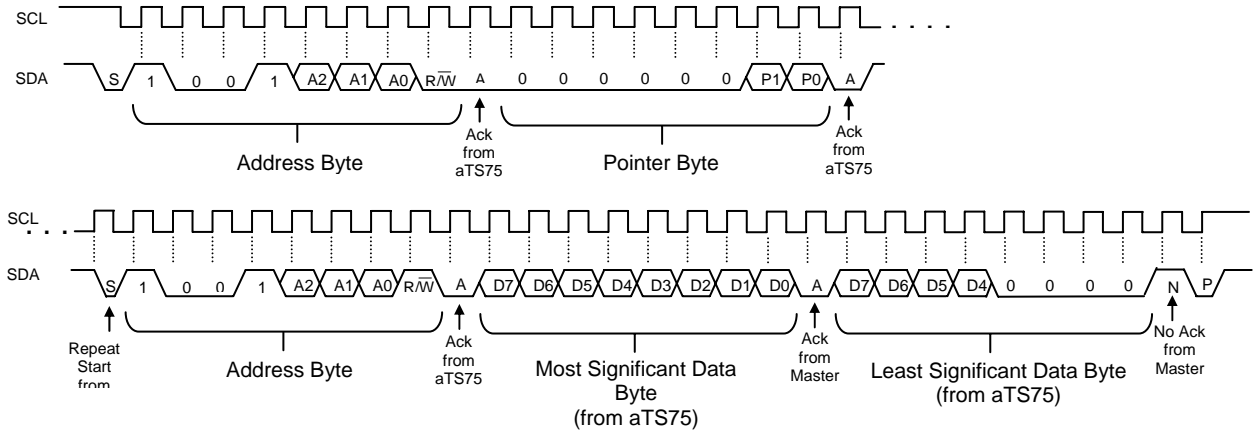 SCL
. . . .
SDA S 1 0 0 1 A2 A1 A0 R/W A 0 0 0 0 0 0 P1 P0 A
Address Byte
Ack
from
aTS75
Pointer Byte
Ack
from
aTS75
SCL
. . . .
SDA S 1 0 0 1 A2 A1 A0 R/W A D7 D6 D5 D4 D3 D2 D1 D0 A D7 D6 D5 D4 0 0 0 0 N P
Repeat
Start
from
Address Byte
Ack
from
aTS75
Most Significant Data
Byte
(from aTS75)
Ack
from
Master
Least Significant Data Byte
(from aTS75)
No Ack
from
Master